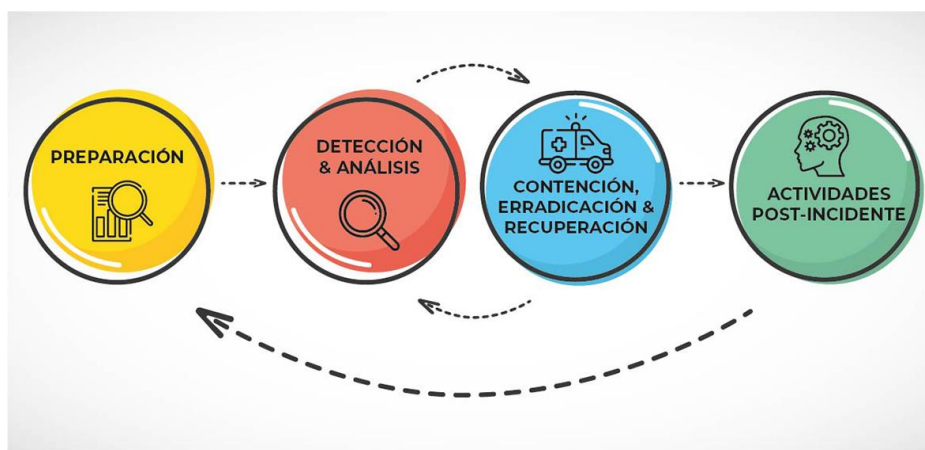 PREPARACIÓN
DETECCIÓN
& ANÁLISIS
CONTENCIÓN,
ERRADICACIÓN &
RECUPERACIÓN
ACTIVIDADES
POST-INCIDENTE